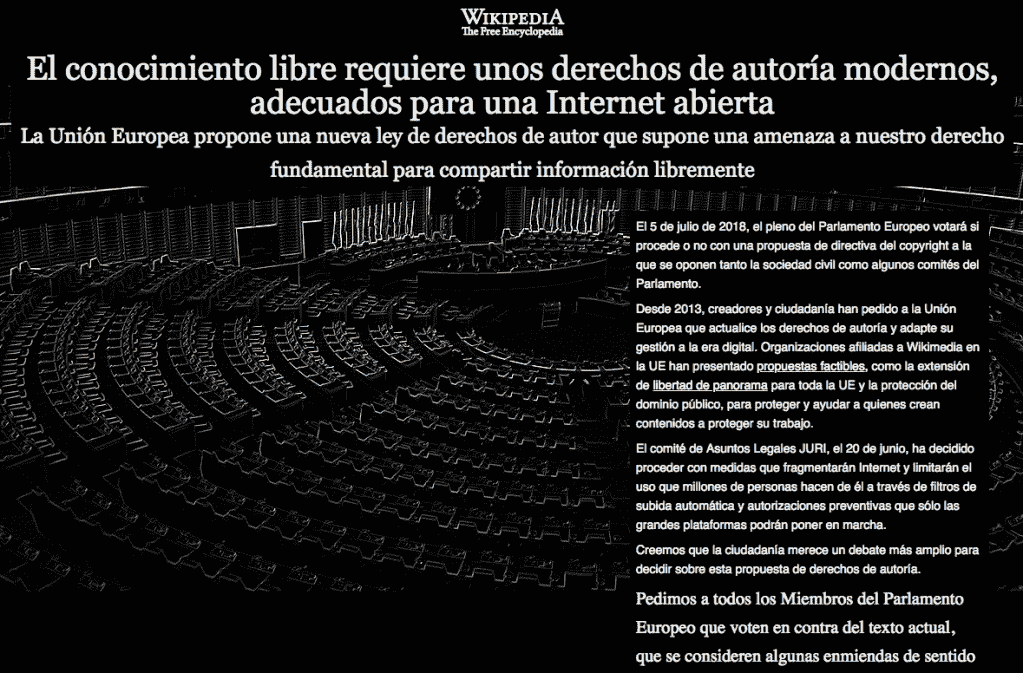 WIKIPEDIA
The Free Encyclopedia
El conocimiento libre requiere unos derechos de autoría modernos,
adecuados para una Internet abierta
La Unión Europea propone una nueva ley de derechos de autor que supone una amenaza a nuestro derecho
fundamental para compartir información libremente
El 5 de julio de 2018, el pleno del Parlamento Europeo votará si
procede o no con una propuesta de directiva del copyright a la
que se oponen tanto la sociedad civil como algunos comités del
Parlamento.
Desde 2013, creadores y ciudadanía han pedido a la Unión
Europea que actualice los derechos de autoría y adapte su
gestión a la era digital. Organizaciones afiliadas a Wikimedia en
la UE han presentado propuestas factibles, como la extensión
de libertad de panorama para toda la UE y la protección del
dominio público, para proteger y ayudar a quienes crean
contenidos a proteger su trabajo.
El comité de Asuntos Legales JURI, el 20 de junio, ha decidido
proceder con medidas que fragmentarán Internet y limitarán el
uso que millones de personas hacen de él a través de filtros de
subida automática y autorizaciones preventivas que sólo las
grandes plataformas podrán poner en marcha.
Creemos que la ciudadanía merece un debate más amplio para
decidir sobre esta propuesta de derechos de autoría.
Pedimos a todos los Miembros del Parlamento
Europeo que voten en contra del texto actual,
que se consideren algunas enmiendas de sentido